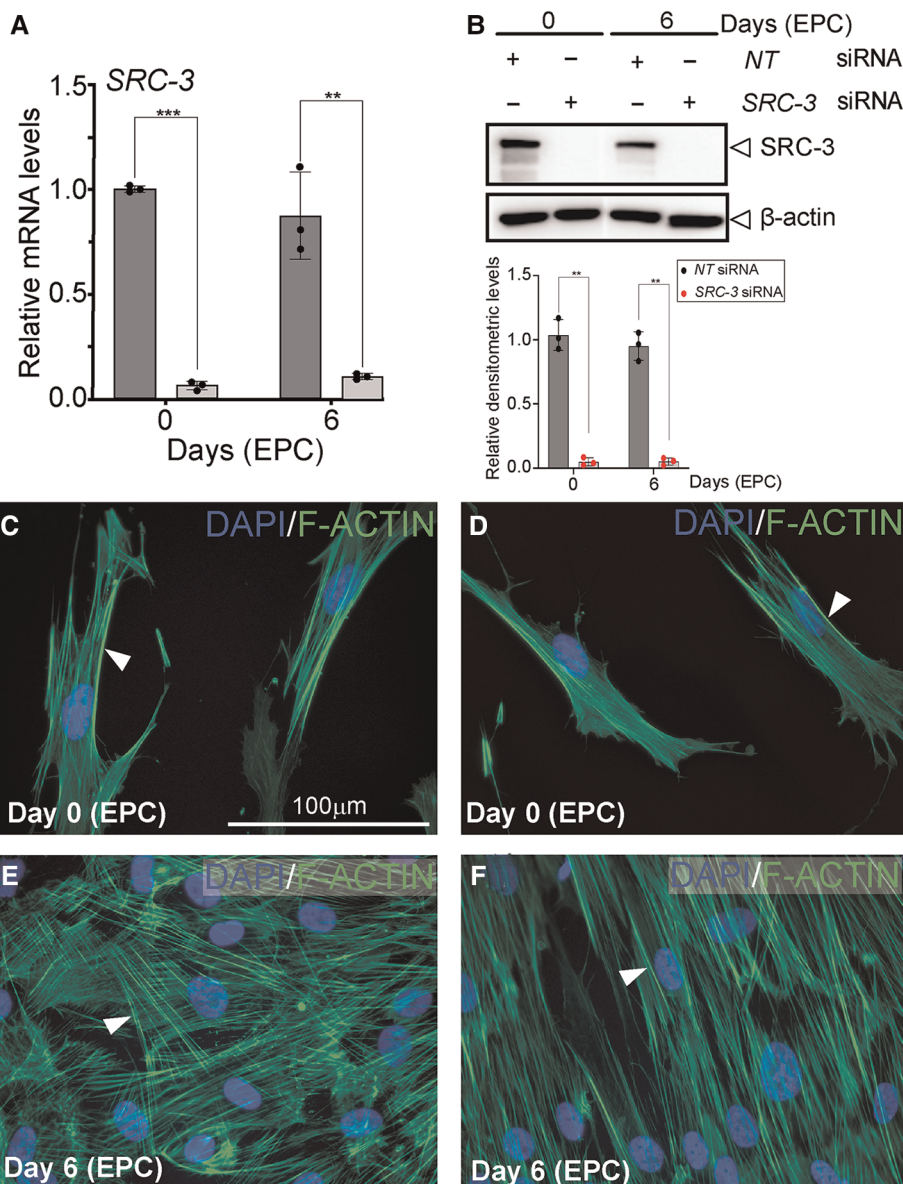 A
SRC-3
Relative mRNA levels
1.5
1.0
0.5
0.0
***
**
0
6
Days (EPC)
B
0
6
Days (EPC)
+ − + − NT siRNA
− + − + SRC-3 siRNA
SRC-3
β-actin
Relative densitometric levels
1.5
1.0
0.5
0.0
**
**
NT siRNA
SRC-3 siRNA
0
6
Days (EPC)
C
DAPI/F-ACTIN
Day 0 (EPC)
100μm
D
DAPI/F-ACTIN
Day 0 (EPC)
E
DAPI/F-ACTIN
Day 6 (EPC)
F
DAPI/F-ACTIN
Day 6 (EPC)